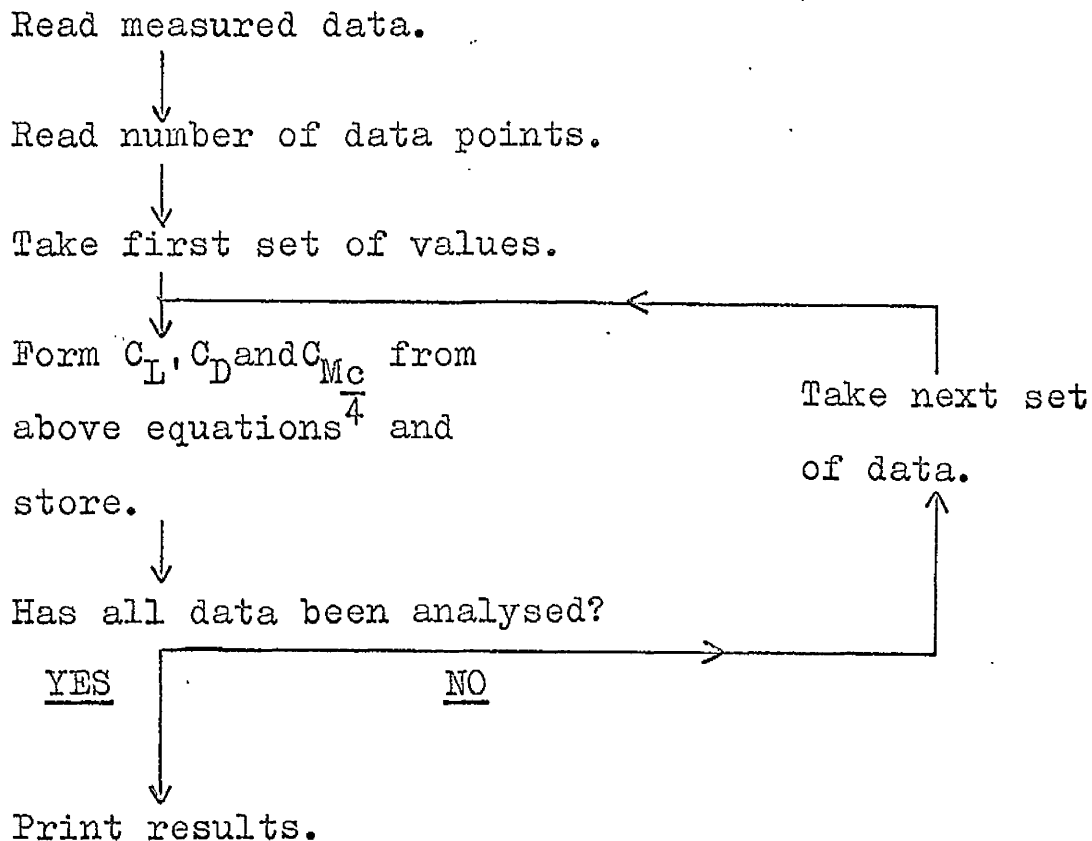 Read measured data.
Read number of data points.
Take first set of values.
Form C_L, C_D and C_M_c/4 from
above equations and
store.
Take next set
of data.
Has all data been analysed?
YES NO
Print results.